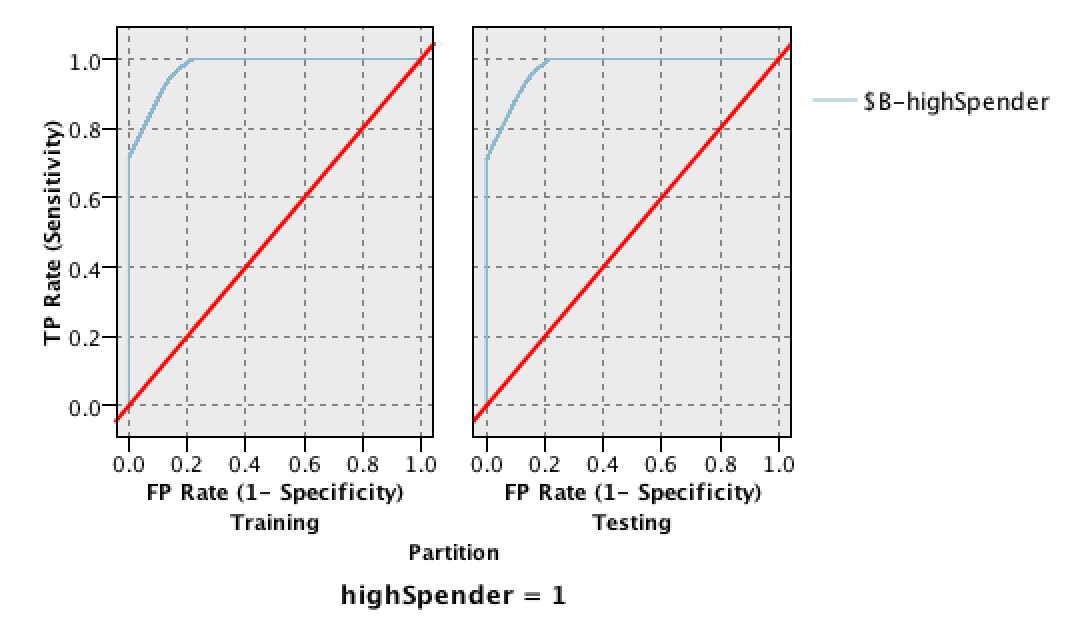 $B-highSpender
TP Rate (Sensitivity)
1.0
0.8
0.6
0.4
0.2
0.0
0.0 0.2 0.4 0.6 0.8 1.0
0.0 0.2 0.4 0.6 0.8 1.0
FP Rate (1- Specificity)
FP Rate (1- Specificity)
Training
Testing
Partition
highSpender = 1